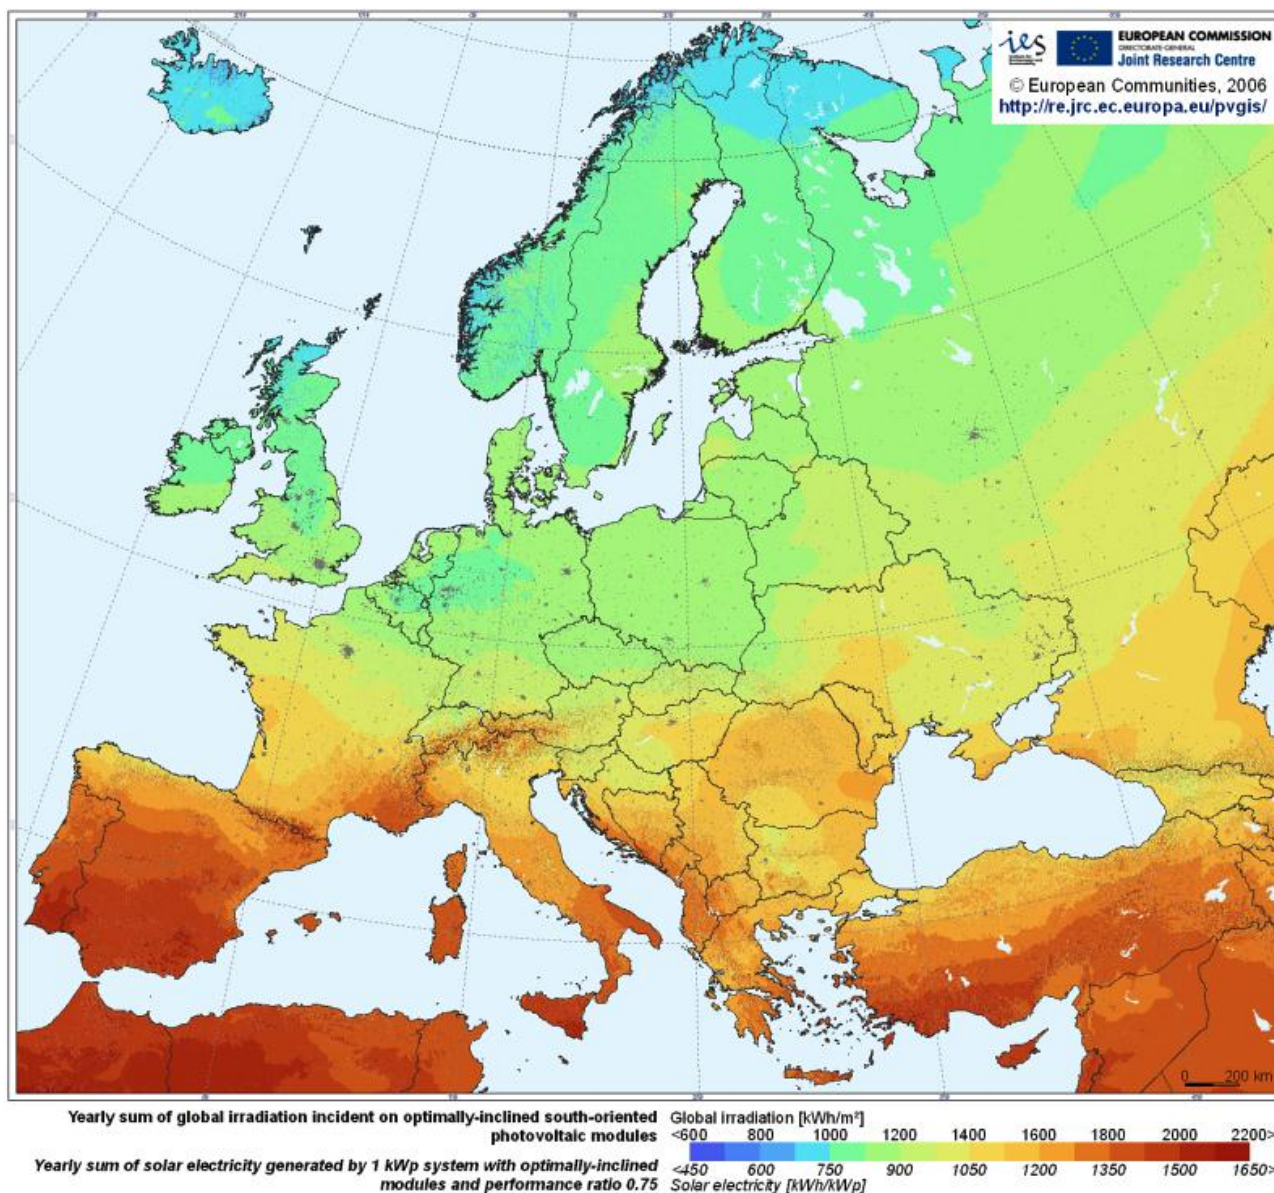 ies
EUROPEAN COMMISSION
DIRECTORATE-GENERAL
Joint Research Centre
© European Communities, 2006
http://re.jrc.ec.europa.eu/pvgis/
0 200 km
Yearly sum of global irradiation incident on optimally-inclined south-oriented
photovoltaic modules
Yearly sum of solar electricity generated by 1 kWp system with optimally-inclined
modules and performance ratio 0.75
Global irradiation [kWh/m²]
<600 800 1000 1200 1400 1600 1800 2000 2200>
<450 600 750 900 1050 1200 1350 1500 1650>
Solar electricity [kWh/kWp]